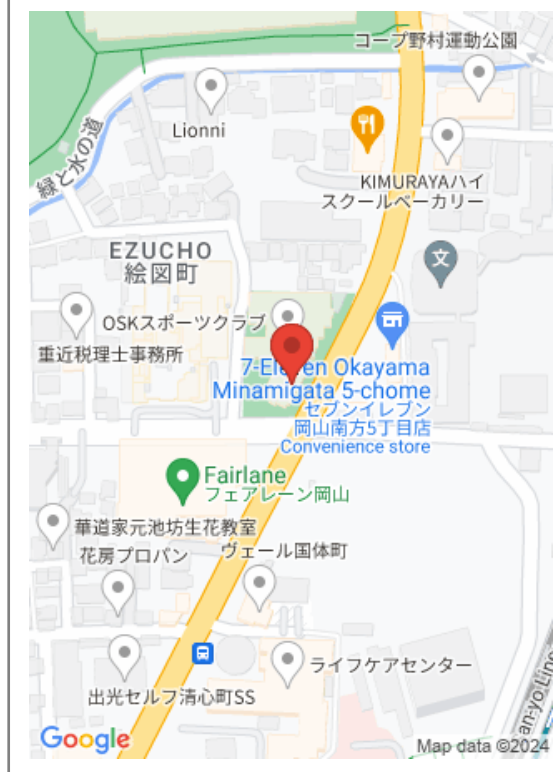 コープ野村運動公園
Lionni
緑と水の道
KIMURAYAハイ
スクールベーカリー
EZUCHO
絵図町
文
OSKスポーツクラブ
重近税理士事務所
7-Eleven Okayama
Minamigata 5-chome
セブンイレブン
岡山南方5丁目店
Convenience store
Fairlane
フェアレーン岡山
華道家元池坊生花教室
花房プロパン
ヴェール国体町
ライフケアセンター
出光セルフ清心町SS
an-yo Line
Google
Map data ©2024